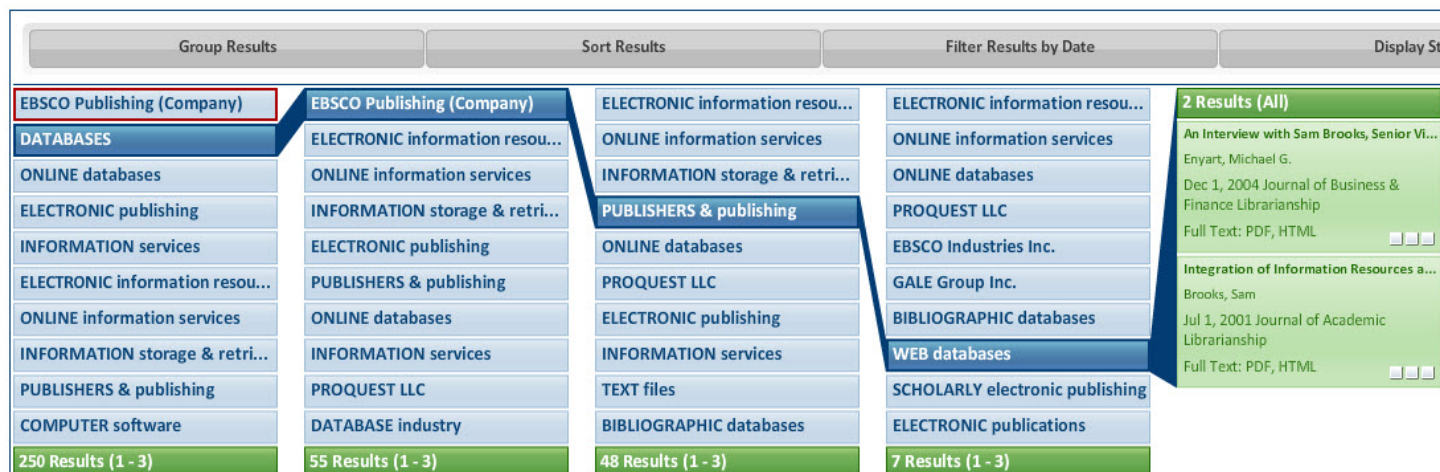 Group Results
Sort Results
Filter Results by Date
Display St
EBSCO Publishing (Company)
DATABASES
ONLINE databases
ELECTRONIC publishing
INFORMATION services
ELECTRONIC information resou...
ONLINE information services
INFORMATION storage & retri...
PUBLISHERS & publishing
COMPUTER software
250 Results (1 - 3)
EBSCO Publishing (Company)
ELECTRONIC information resou...
ONLINE information services
INFORMATION storage & retri...
ELECTRONIC publishing
PUBLISHERS & publishing
ONLINE databases
INFORMATION services
PROQUEST LLC
DATABASE industry
55 Results (1 - 3)
ELECTRONIC information resou...
ONLINE information services
INFORMATION storage & retri...
PUBLISHERS & publishing
ONLINE databases
PROQUEST LLC
ELECTRONIC publishing
INFORMATION services
TEXT files
BIBLIOGRAPHIC databases
48 Results (1 - 3)
ELECTRONIC information resou...
ONLINE information services
ONLINE databases
PROQUEST LLC
EBSCO Industries Inc.
GALE Group Inc.
BIBLIOGRAPHIC databases
WEB databases
SCHOLARLY electronic publishing
ELECTRONIC publications
7 Results (1 - 3)
2 Results (All)
An Interview with Sam Brooks, Senior Vi...
Enyart, Michael G.
Dec 1, 2004 Journal of Business &
Finance Librarianship
Full Text: PDF, HTML
Integration of Information Resources a...
Brooks, Sam
Jul 1, 2001 Journal of Academic
Librarianship
Full Text: PDF, HTML